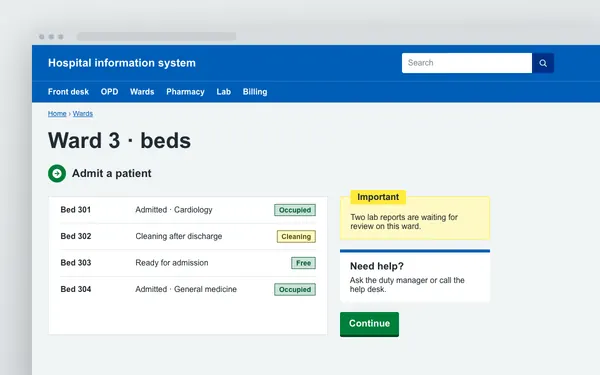 Hospital information system
Search
Front desk OPD Wards Pharmacy Lab Billing
Home › Wards
Ward 3 · beds
Admit a patient
Bed 301 Admitted · Cardiology Occupied
Bed 302 Cleaning after discharge Cleaning
Bed 303 Ready for admission Free
Bed 304 Admitted · General medicine Occupied
Important
Two lab reports are waiting for
review on this ward.
Need help?
Ask the duty manager or call the
help desk.
Continue